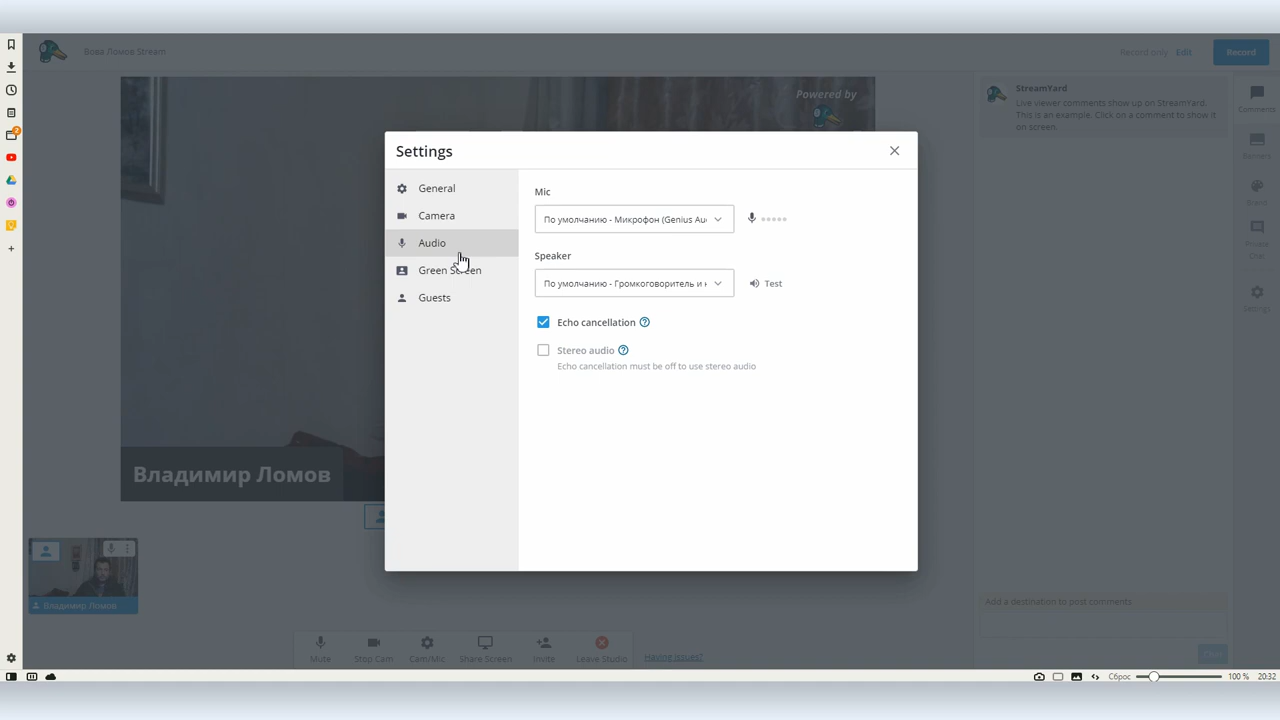 Вова Ломов Stream
Record only Edit
Record
Powered by
StreamYard
Live viewer comments show up on StreamYard.
This is an example. Click on a comment to show it
on screen.
Comments
Banners
Brand
Private
Chat
Settings
Settings
General
Camera
Audio
Green Screen
Guests
Mic
По умолчанию - Микрофон (Genius Au
Speaker
По умолчанию - Громкоговоритель и н
Test
Echo cancellation
Stereo audio
Echo cancellation must be off to use stereo audio
Владимир Ломов
Владимир Ломов
Add a destination to post comments
Chat
Mute
Stop Cam
Cam/Mic
Share Screen
Invite
Leave Studio
Having issues?
2
Сброс
100 %
20:32